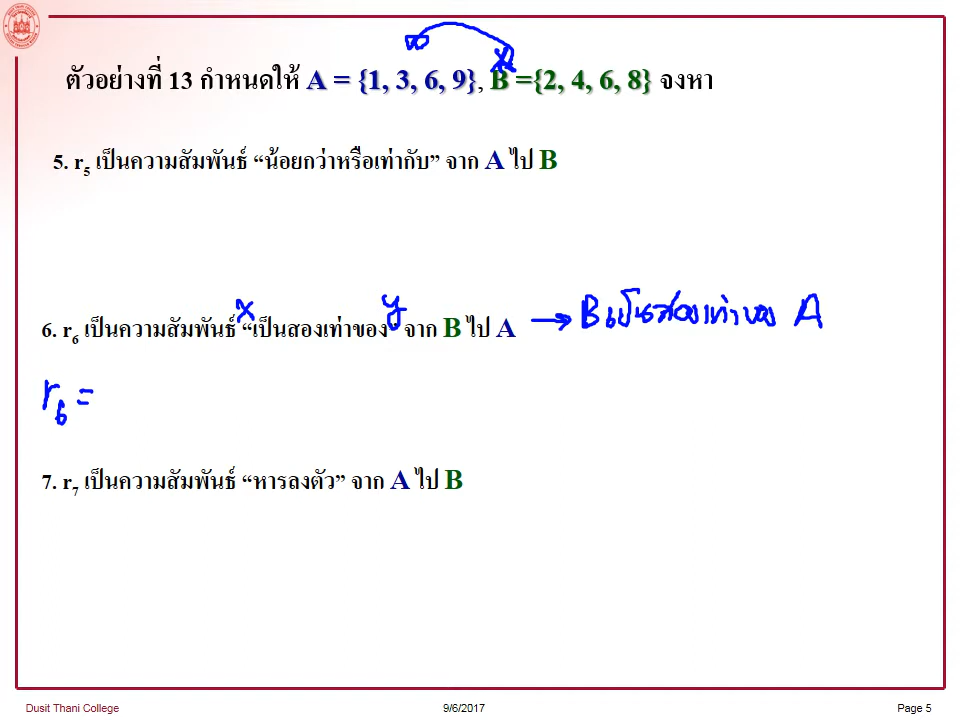 DUSIT THANI COLLEGE
ตัวอย่างที่ 13 กำหนดให้ A = {1, 3, 6, 9}, B ={2, 4, 6, 8} จงหา
5. r5 เป็นความสัมพันธ์ “น้อยกว่าหรือเท่ากับ” จาก A ไป B
x y
6. r6 เป็นความสัมพันธ์ “เป็นสองเท่าของ” จาก B ไป A → B เป็นสองเท่าของ A
r6 =
7. r7 เป็นความสัมพันธ์ “หารลงตัว” จาก A ไป B
Dusit Thani College 9/6/2017 Page 5